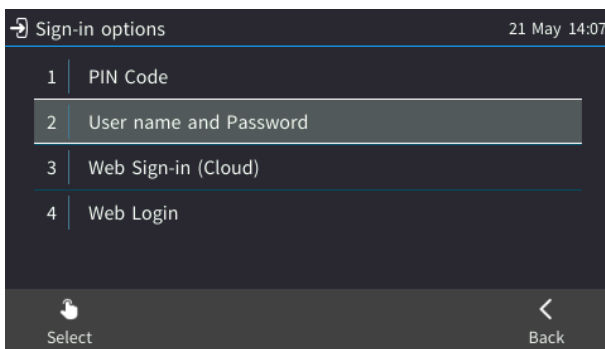 Sign-in options 21 May 14:07
1 PIN Code
2 User name and Password
3 Web Sign-in (Cloud)
4 Web Login
Select Back